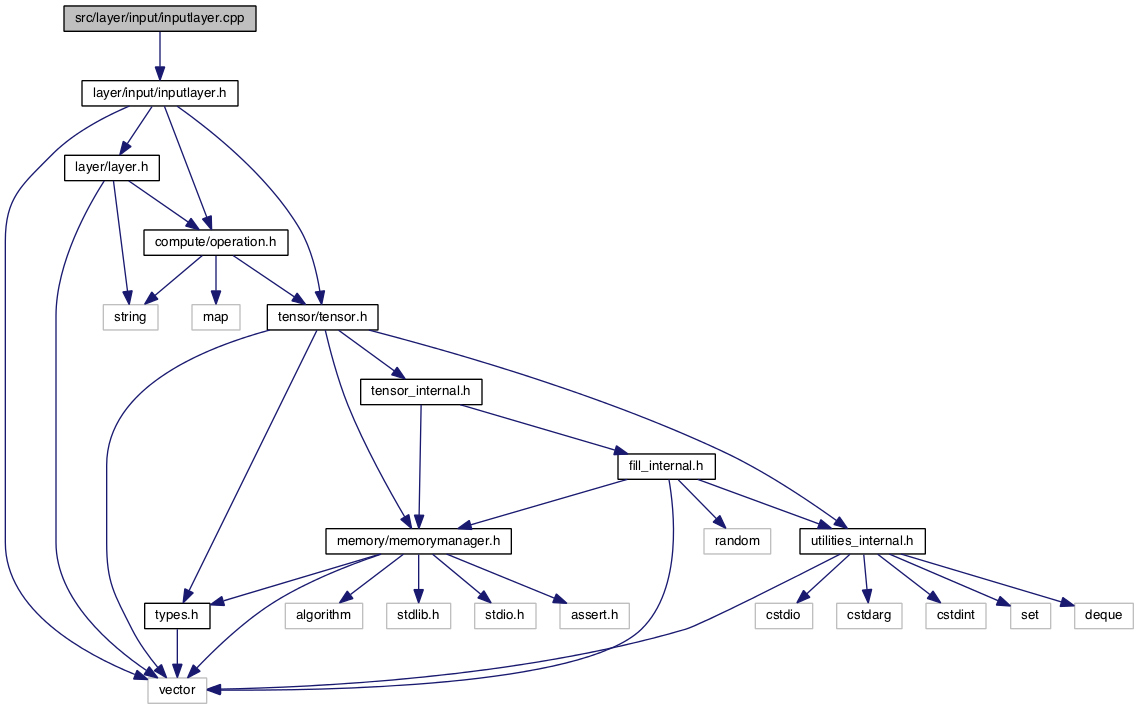 src/layer/input/inputlayer.cpp
layer/input/inputlayer.h
layer/layer.h
compute/operation.h
string
map
tensor/tensor.h
tensor_internal.h
fill_internal.h
memory/memorymanager.h
random
utilities_internal.h
types.h
algorithm
stdlib.h
stdio.h
assert.h
cstdio
cstdarg
cstdint
set
deque
vector